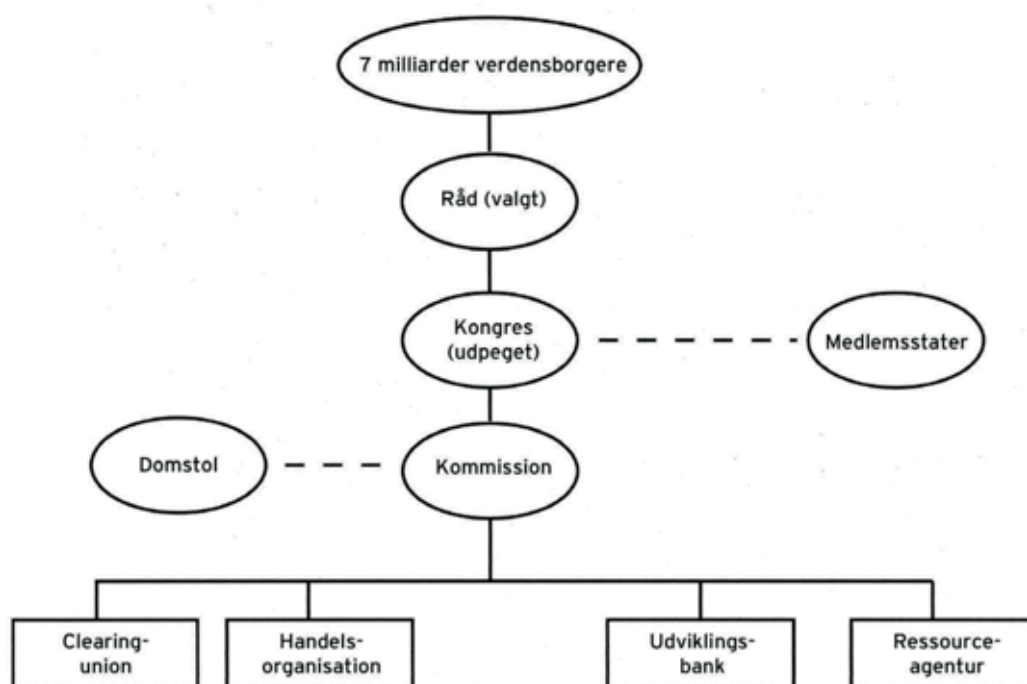 7 milliarder verdensborgere
Råd (valgt)
Kongres
(udpeget)
Medlemsstater
Domstol
Kommission
Clearing-
union
Handels-
organisation
Udviklings-
bank
Ressource-
agentur